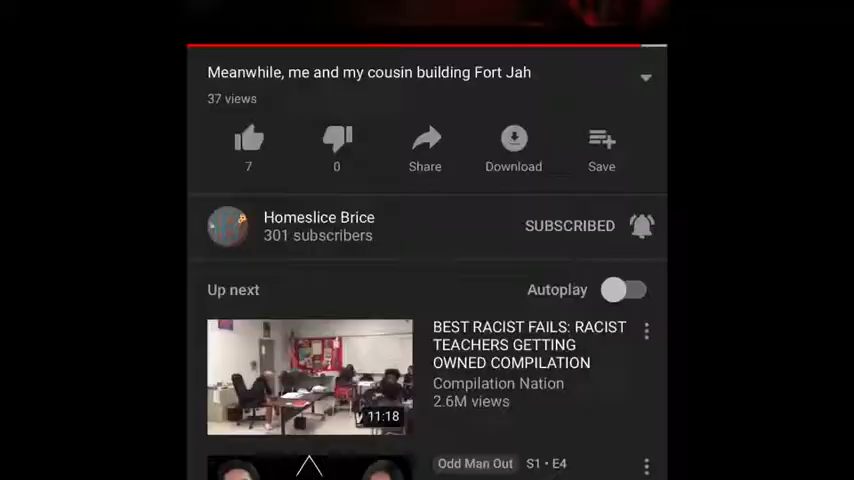 Meanwhile, me and my cousin building Fort Jah
37 views
7
0
Share
Download
Save
Homeslice Brice
301 subscribers
SUBSCRIBED
Up next
Autoplay
BEST RACIST FAILS: RACIST
TEACHERS GETTING
OWNED COMPILATION
Compilation Nation
2.6M views
11:18
Odd Man Out S1 • E4